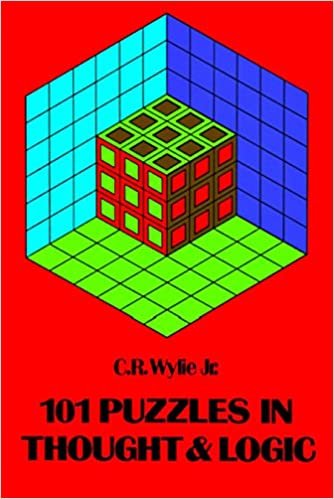 C.R. Wylie Jr.
101 PUZZLES IN
THOUGHT & LOGIC